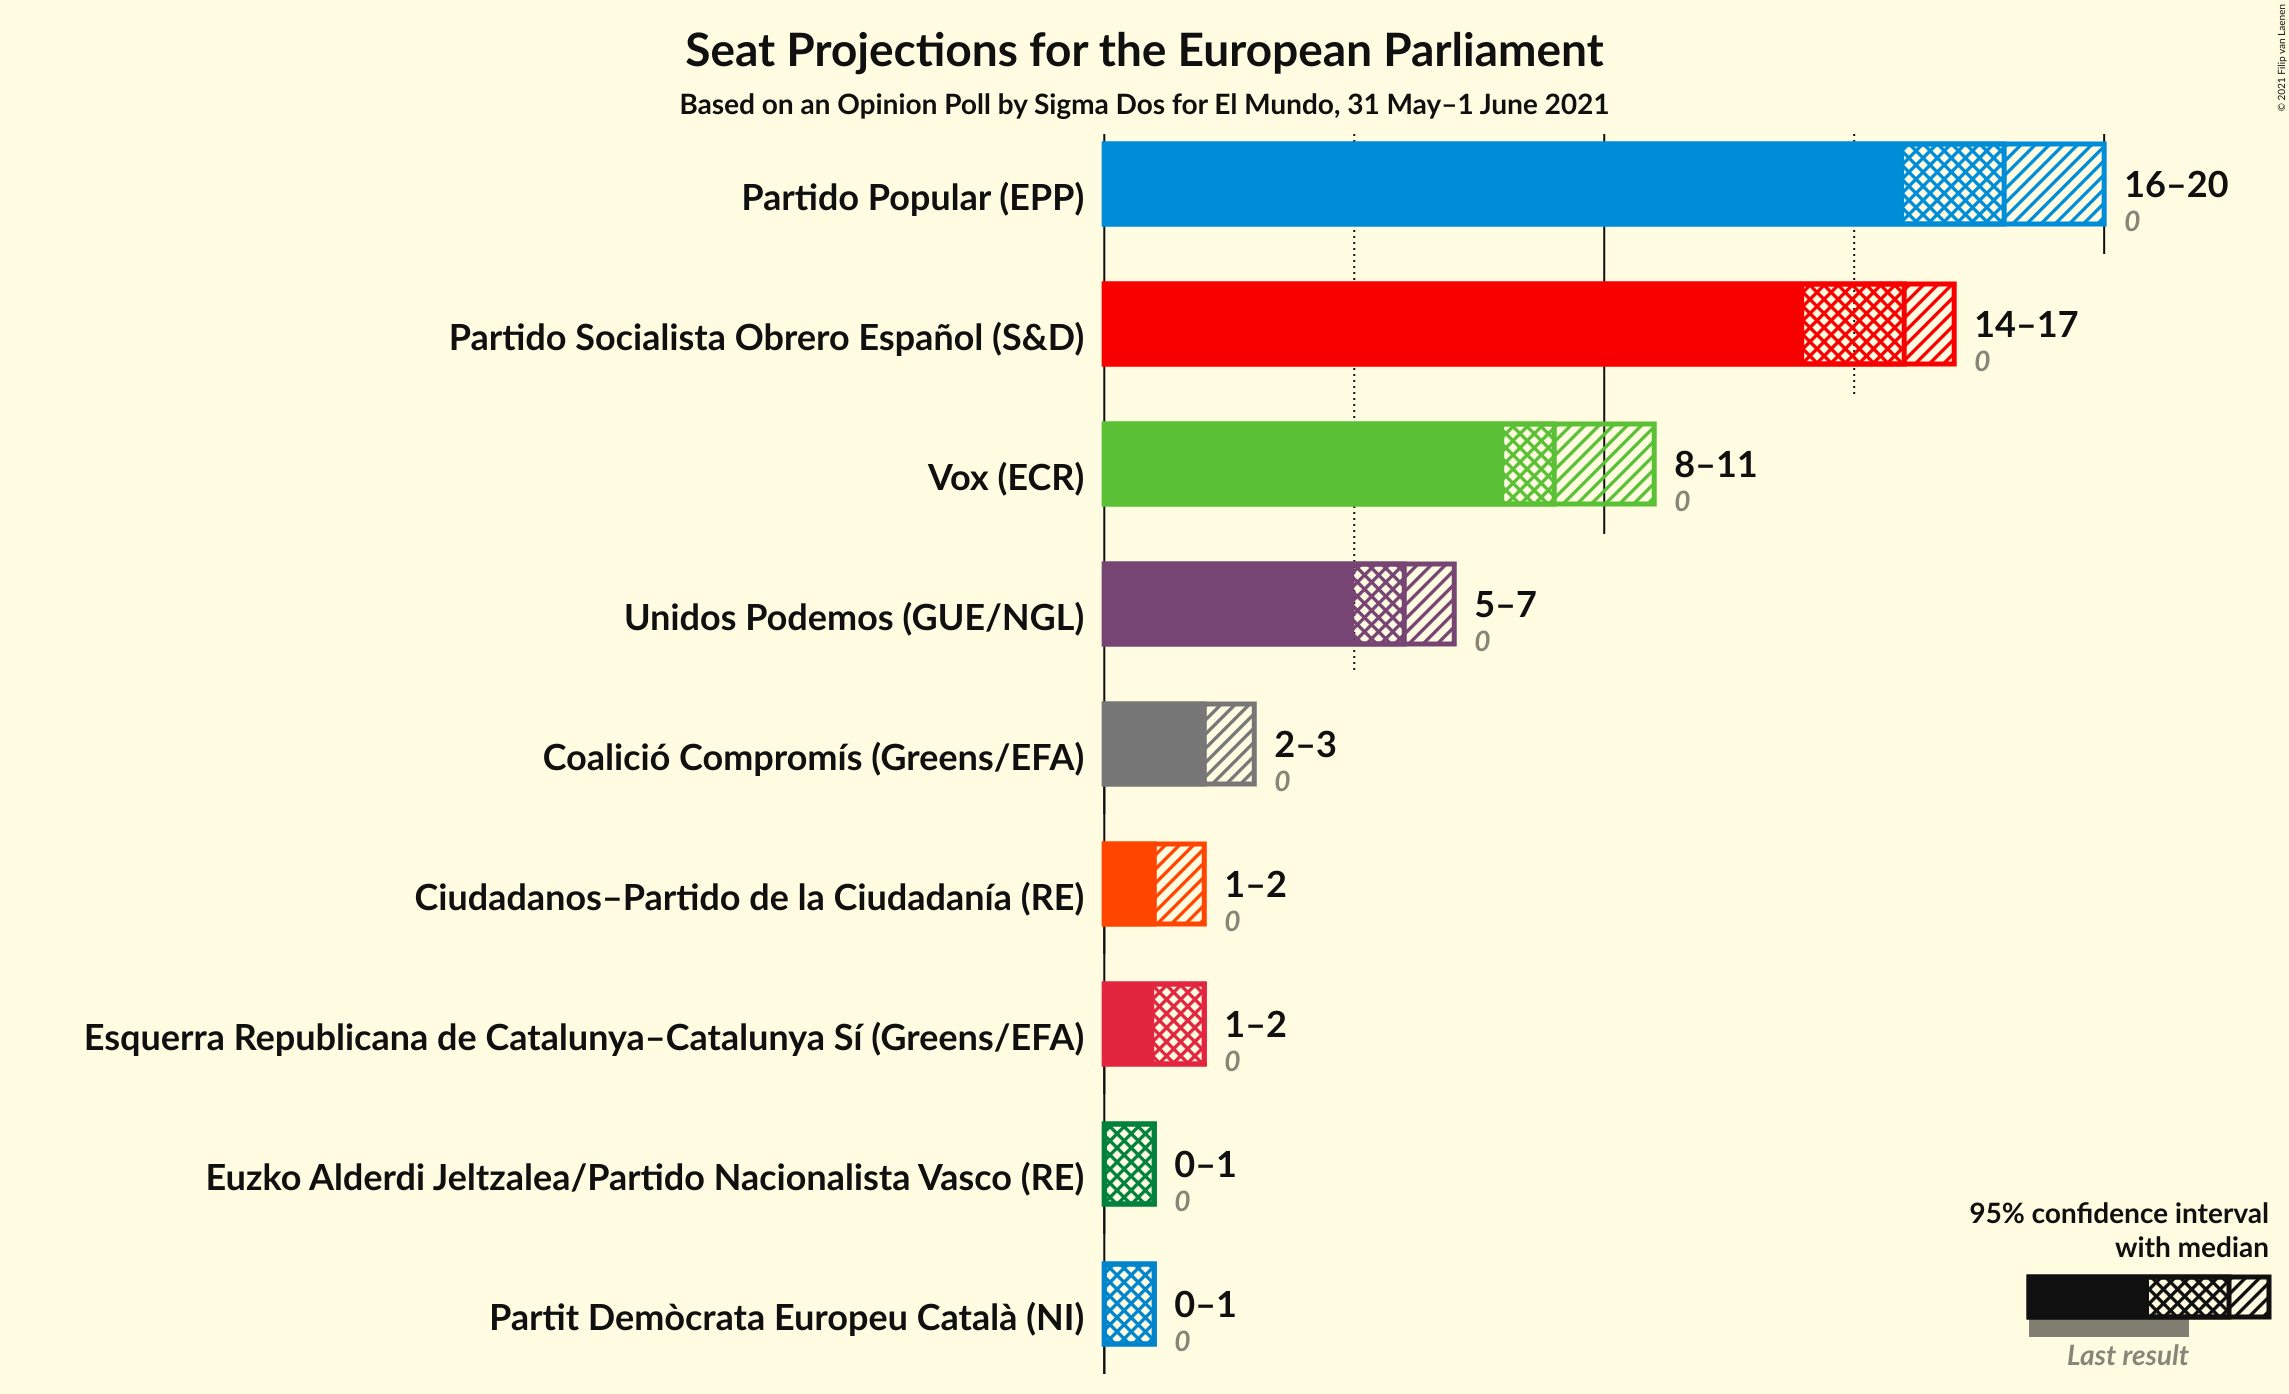 Seat Projections for the European Parliament
Based on an Opinion Poll by Sigma Dos for El Mundo, 31 May–1 June 2021
© 2021 Filip van Laenen
Partido Popular (EPP)
16–20
0
Partido Socialista Obrero Español (S&D)
14–17
0
Vox (ECR)
8–11
0
Unidos Podemos (GUE/NGL)
5–7
0
Coalició Compromís (Greens/EFA)
2–3
0
Ciudadanos–Partido de la Ciudadanía (RE)
1–2
0
Esquerra Republicana de Catalunya–Catalunya Sí (Greens/EFA)
1–2
0
Euzko Alderdi Jeltzalea/Partido Nacionalista Vasco (RE)
0–1
0
Partit Demòcrata Europeu Català (NI)
0–1
0
95% confidence interval
with median
Last result